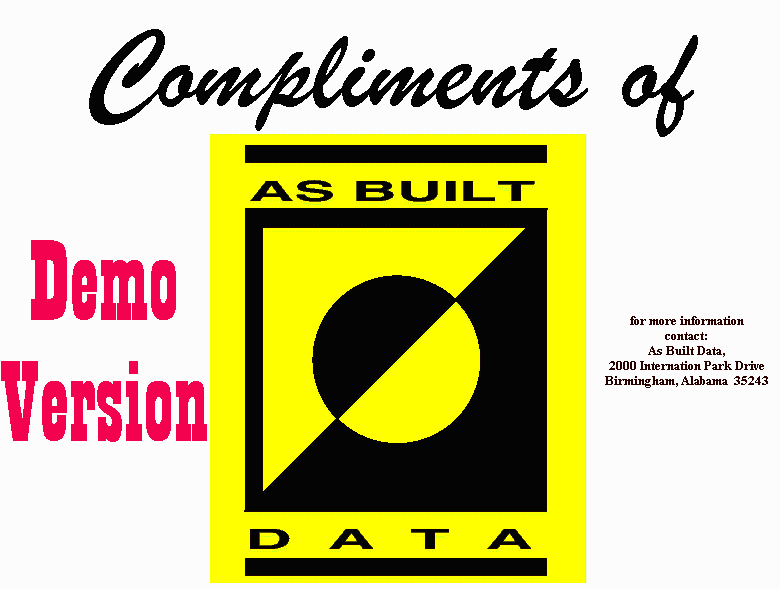 Compliments of
AS BUILT
DATA
Demo
Version
for more information
contact:
As Built Data,
2000 Internation Park Drive
Birmingham, Alabama 35243